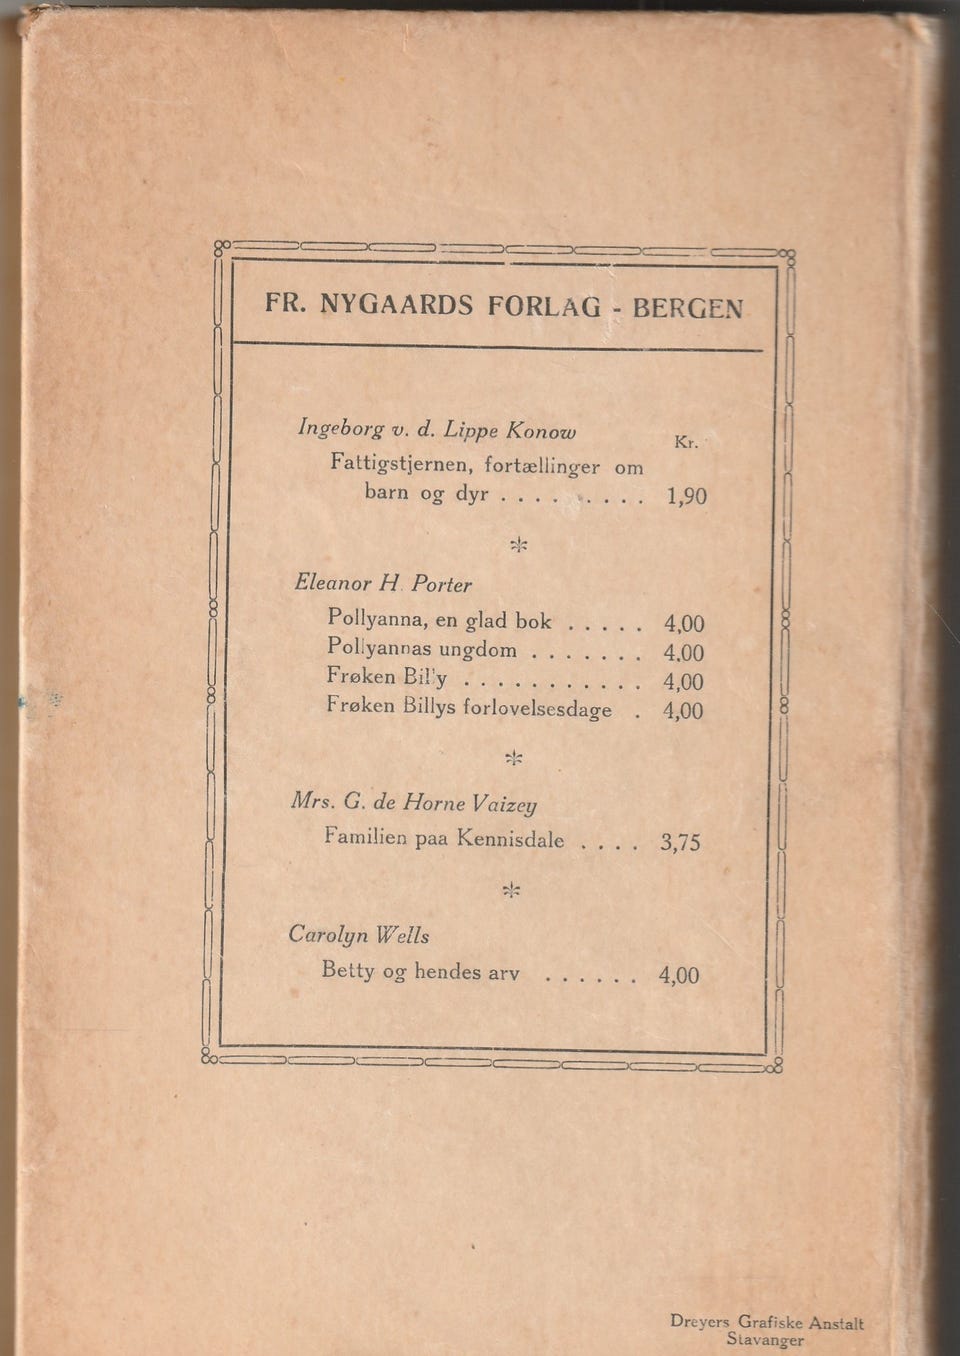 FR. NYGAARDS FORLAG - BERGEN
Ingeborg v. d. Lippe Konow
Kr.
Fattigstjernen, fortællinger om
barn og dyr . . . . . . . . . 1,90
Eleanor H. Porter
Pollyanna, en glad bok . . . . . 4,00
Pollyannas ungdom . . . . . . . 4.00
Frøken Billy . . . . . . . . . . . 4,00
Frøken Billys forlovelsesdage . 4,00
Mrs. G. de Horne Vaizey
Familien paa Kennisdale . . . . 3,75
Carolyn Wells
Betty og hendes arv . . . . . . 4,00
Dreyers Grafiske Anstalt
Stavanger